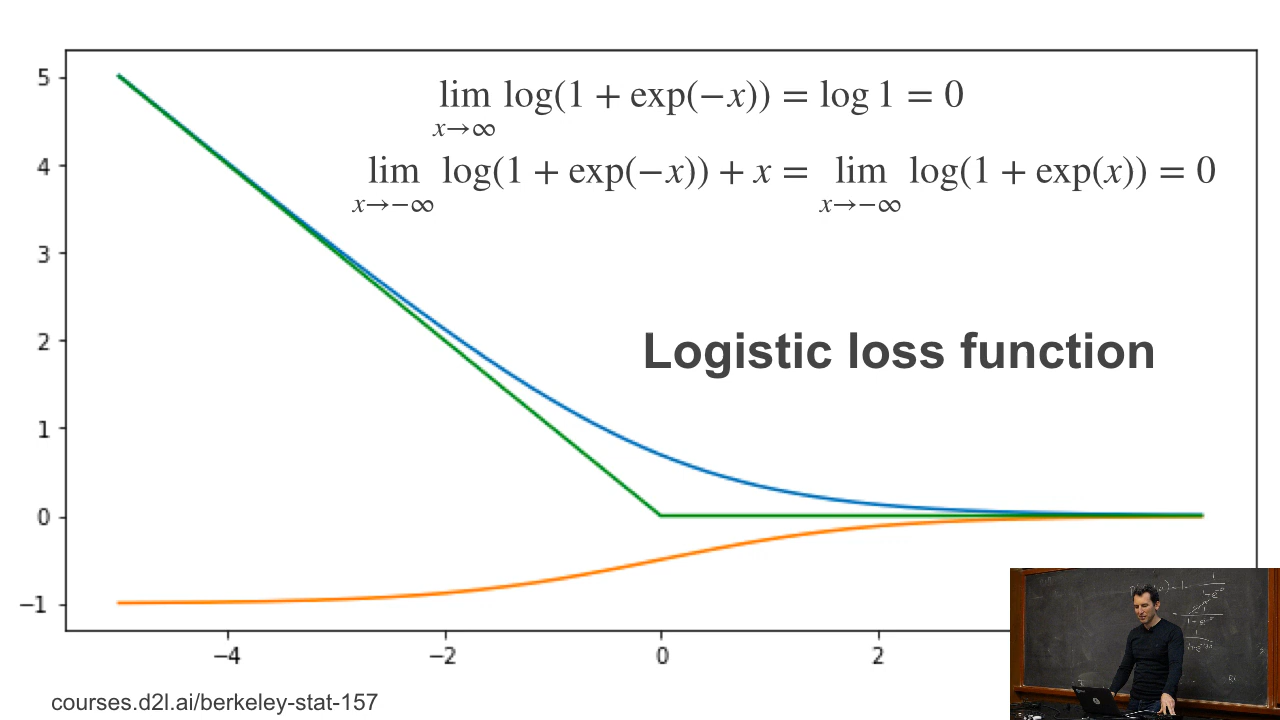 5
lim log(1 + exp(−x)) = log 1 = 0
x→∞
4
lim log(1 + exp(−x)) + x = lim log(1 + exp(x)) = 0
x→−∞ x→−∞
3
2
Logistic loss function
1
0
−1
−4 −2 0 2
courses.d2l.ai/berkeley-stat-157